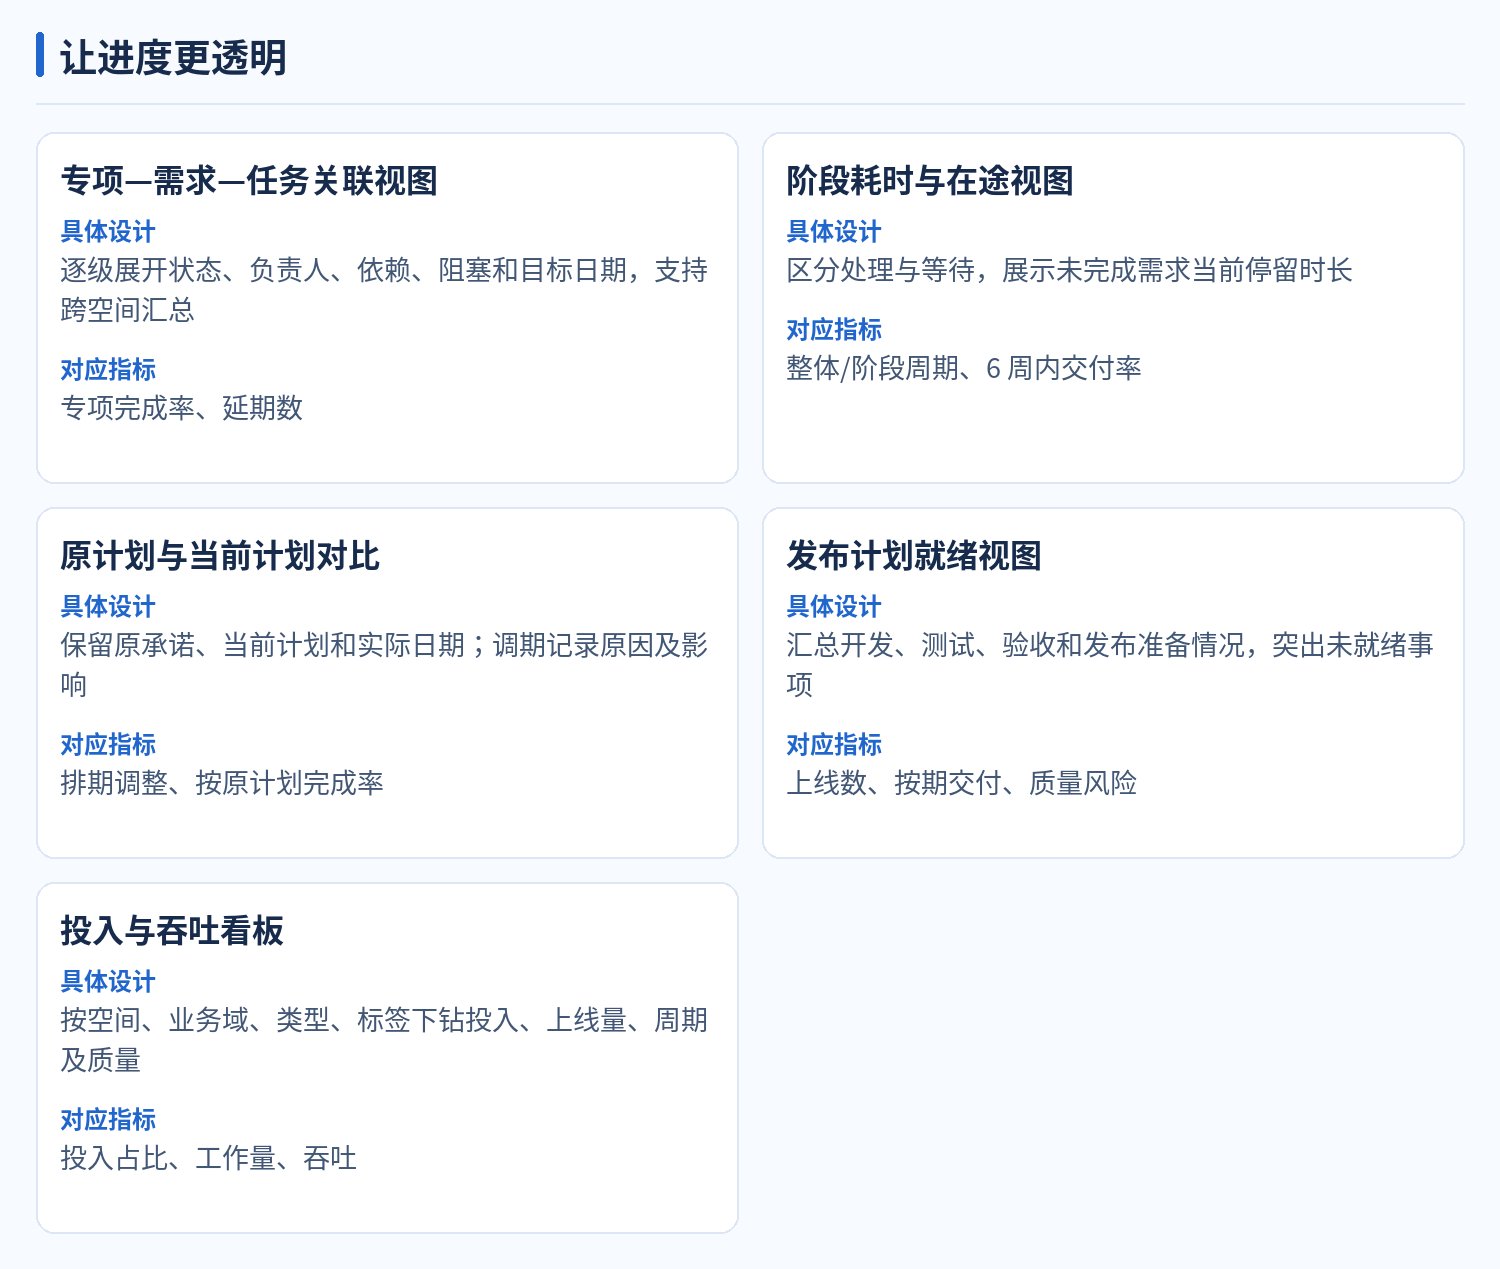 让进度更透明
专项—需求—任务关联视图
具体设计
逐级展开状态、负责人、依赖、阻塞和目标日期，支持
跨空间汇总
对应指标
专项完成率、延期数
阶段耗时与在途视图
具体设计
区分处理与等待，展示未完成需求当前停留时长
对应指标
整体/阶段周期、6 周内交付率
原计划与当前计划对比
具体设计
保留原承诺、当前计划和实际日期；调期记录原因及影
响
对应指标
排期调整、按原计划完成率
发布计划就绪视图
具体设计
汇总开发、测试、验收和发布准备情况，突出未就绪事
项
对应指标
上线数、按期交付、质量风险
投入与吞吐看板
具体设计
按空间、业务域、类型、标签下钻投入、上线量、周期
及质量
对应指标
投入占比、工作量、吞吐